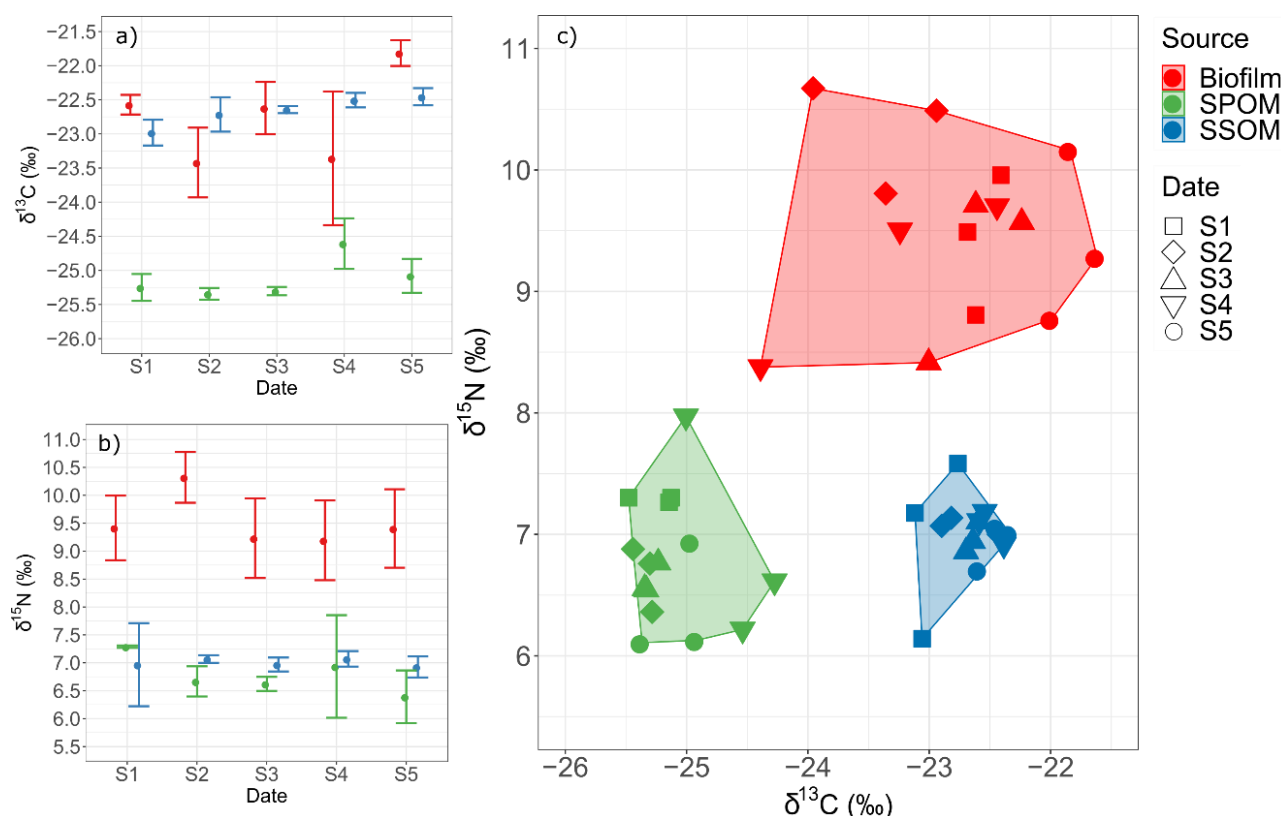 a)
−21.5
−22.0
−22.5
−23.0
−23.5
−24.0
−24.5
−25.0
−25.5
−26.0
δ¹³C (‰)
S1 S2 S3 S4 S5
Date
b)
11.0
10.5
10.0
9.5
9.0
8.5
8.0
7.5
7.0
6.5
6.0
5.5
δ¹⁵N (‰)
S1 S2 S3 S4 S5
Date
c)
11
10
9
8
7
6
δ¹⁵N (‰)
−26 −25 −24 −23 −22
δ¹³C (‰)
Source
Biofilm
SPOM
SSOM
Date
S1
S2
S3
S4
S5